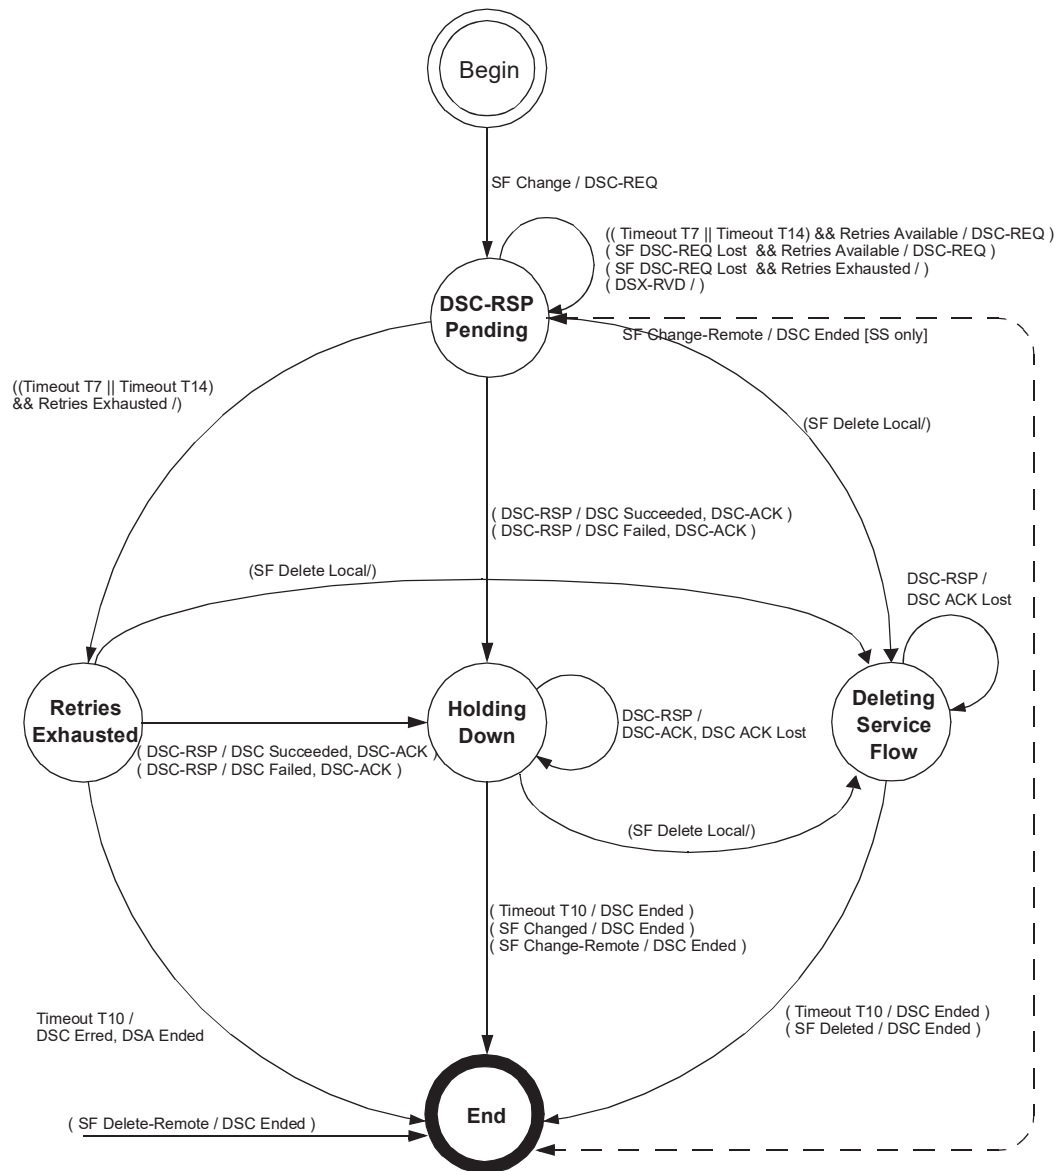 Begin
SF Change / DSC-REQ
(( Timeout T7 || Timeout T14) && Retries Available / DSC-REQ )
( SF DSC-REQ Lost && Retries Available / DSC-REQ )
( SF DSC-REQ Lost && Retries Exhausted / )
( DSX-RVD / )
DSC-RSP
Pending
SF Change-Remote / DSC Ended [SS only]
((Timeout T7 || Timeout T14)
&& Retries Exhausted /)
(SF Delete Local/)
( DSC-RSP / DSC Succeeded, DSC-ACK )
( DSC-RSP / DSC Failed, DSC-ACK )
(SF Delete Local/)
DSC-RSP /
DSC ACK Lost
Retries
Exhausted
Holding
Down
Deleting
Service
Flow
DSC-RSP /
DSC-ACK, DSC ACK Lost
( DSC-RSP / DSC Succeeded, DSC-ACK )
( DSC-RSP / DSC Failed, DSC-ACK )
(SF Delete Local/)
( Timeout T10 / DSC Ended )
( SF Changed / DSC Ended )
( SF Change-Remote / DSC Ended )
Timeout T10 /
DSC Erred, DSA Ended
( Timeout T10 / DSC Ended )
( SF Deleted / DSC Ended )
End
( SF Delete-Remote / DSC Ended )